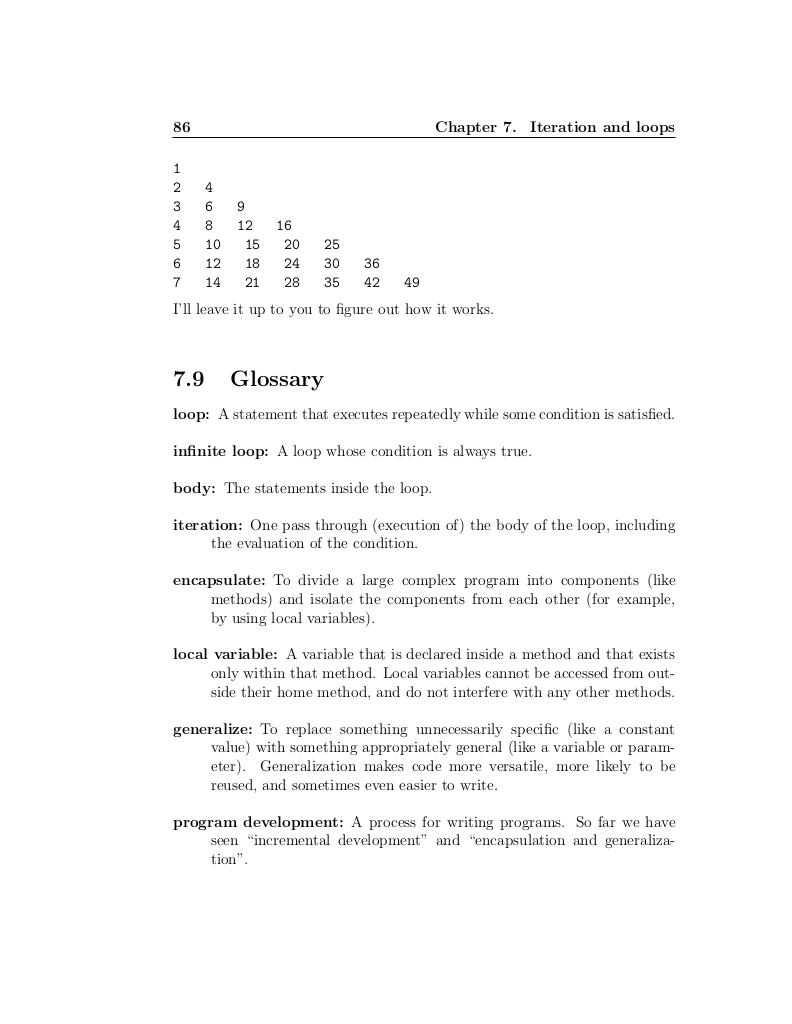 86 Chapter 7. Iteration and loops
1
2 4
3 6 9
4 8 12 16
5 10 15 20 25
6 12 18 24 30 36
7 14 21 28 35 42 49
I'll leave it up to you to figure out how it works.
7.9 Glossary
loop: A statement that executes repeatedly while some condition is satisfied.
infinite loop: A loop whose condition is always true.
body: The statements inside the loop.
iteration: One pass through (execution of) the body of the loop, including
the evaluation of the condition.
encapsulate: To divide a large complex program into components (like
methods) and isolate the components from each other (for example,
by using local variables).
local variable: A variable that is declared inside a method and that exists
only within that method. Local variables cannot be accessed from out-
side their home method, and do not interfere with any other methods.
generalize: To replace something unnecessarily specific (like a constant
value) with something appropriately general (like a variable or param-
eter). Generalization makes code more versatile, more likely to be
reused, and sometimes even easier to write.
program development: A process for writing programs. So far we have
seen “incremental development” and “encapsulation and generaliza-
tion”.